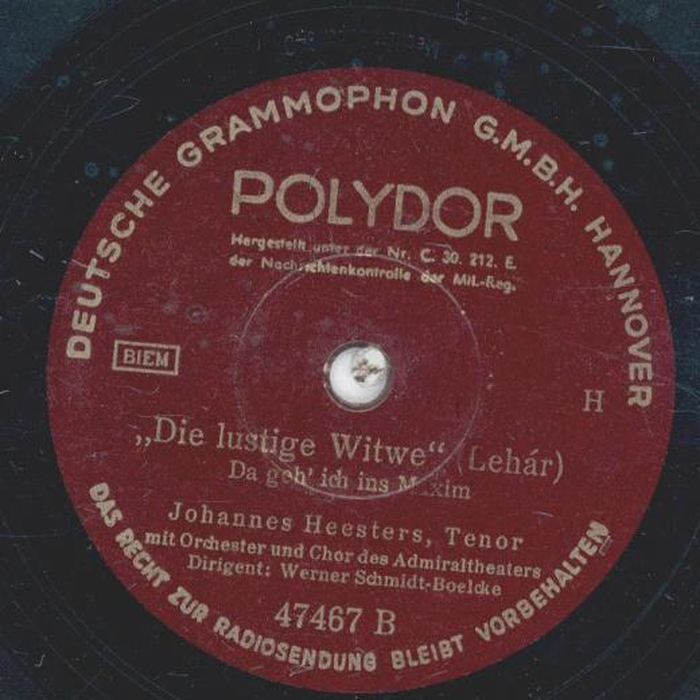 DEUTSCHE GRAMMOPHON G.M.B.H. HANNOVER
POLYDOR
Hergestellt unter der Nr. C. 30. 212. E.
der Nachrichtenkontrolle der Mil.-Reg.
BIEM
H
„Die lustige Witwe“ (Lehár)
Da geh' ich ins Maxim
Johannes Heesters, Tenor
mit Orchester und Chor des Admiraltheaters
Dirigent: Werner Schmidt-Boelcke
47467 B
DAS RECHT ZUR RADIOSENDUNG BLEIBT VORBEHALTEN